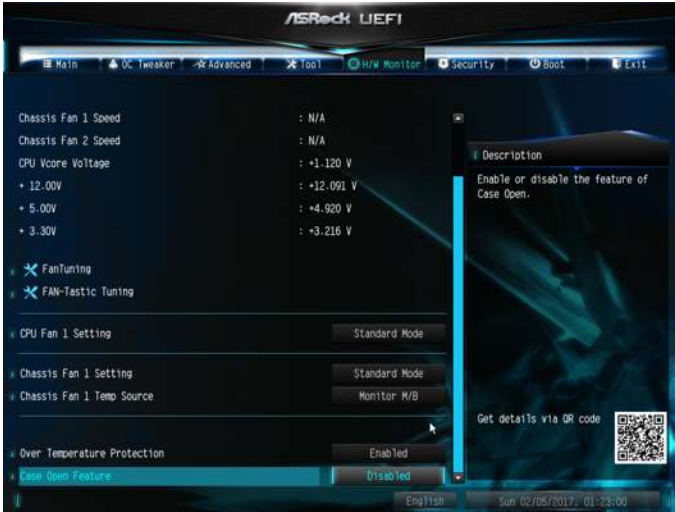 ASRock UEFI
Main OC Tweaker Advanced Tool H/W Monitor Security Boot Exit
Chassis Fan 1 Speed : N/A
Chassis Fan 2 Speed : N/A
CPU Vcore Voltage : +1.120 V
+ 12.00V : +12.091 V
+ 5.00V : +4.920 V
+ 3.30V : +3.216 V
FanTuning
FAN-Tastic Tuning
CPU Fan 1 Setting Standard Mode
Chassis Fan 1 Setting Standard Mode
Chassis Fan 1 Temp Source Monitor M/B
Over Temperature Protection Enabled
Case Open Feature Disabled
Description
Enable or disable the feature of
Case Open.
Get details via QR code
English Sun 02/05/2017, 01:23:00